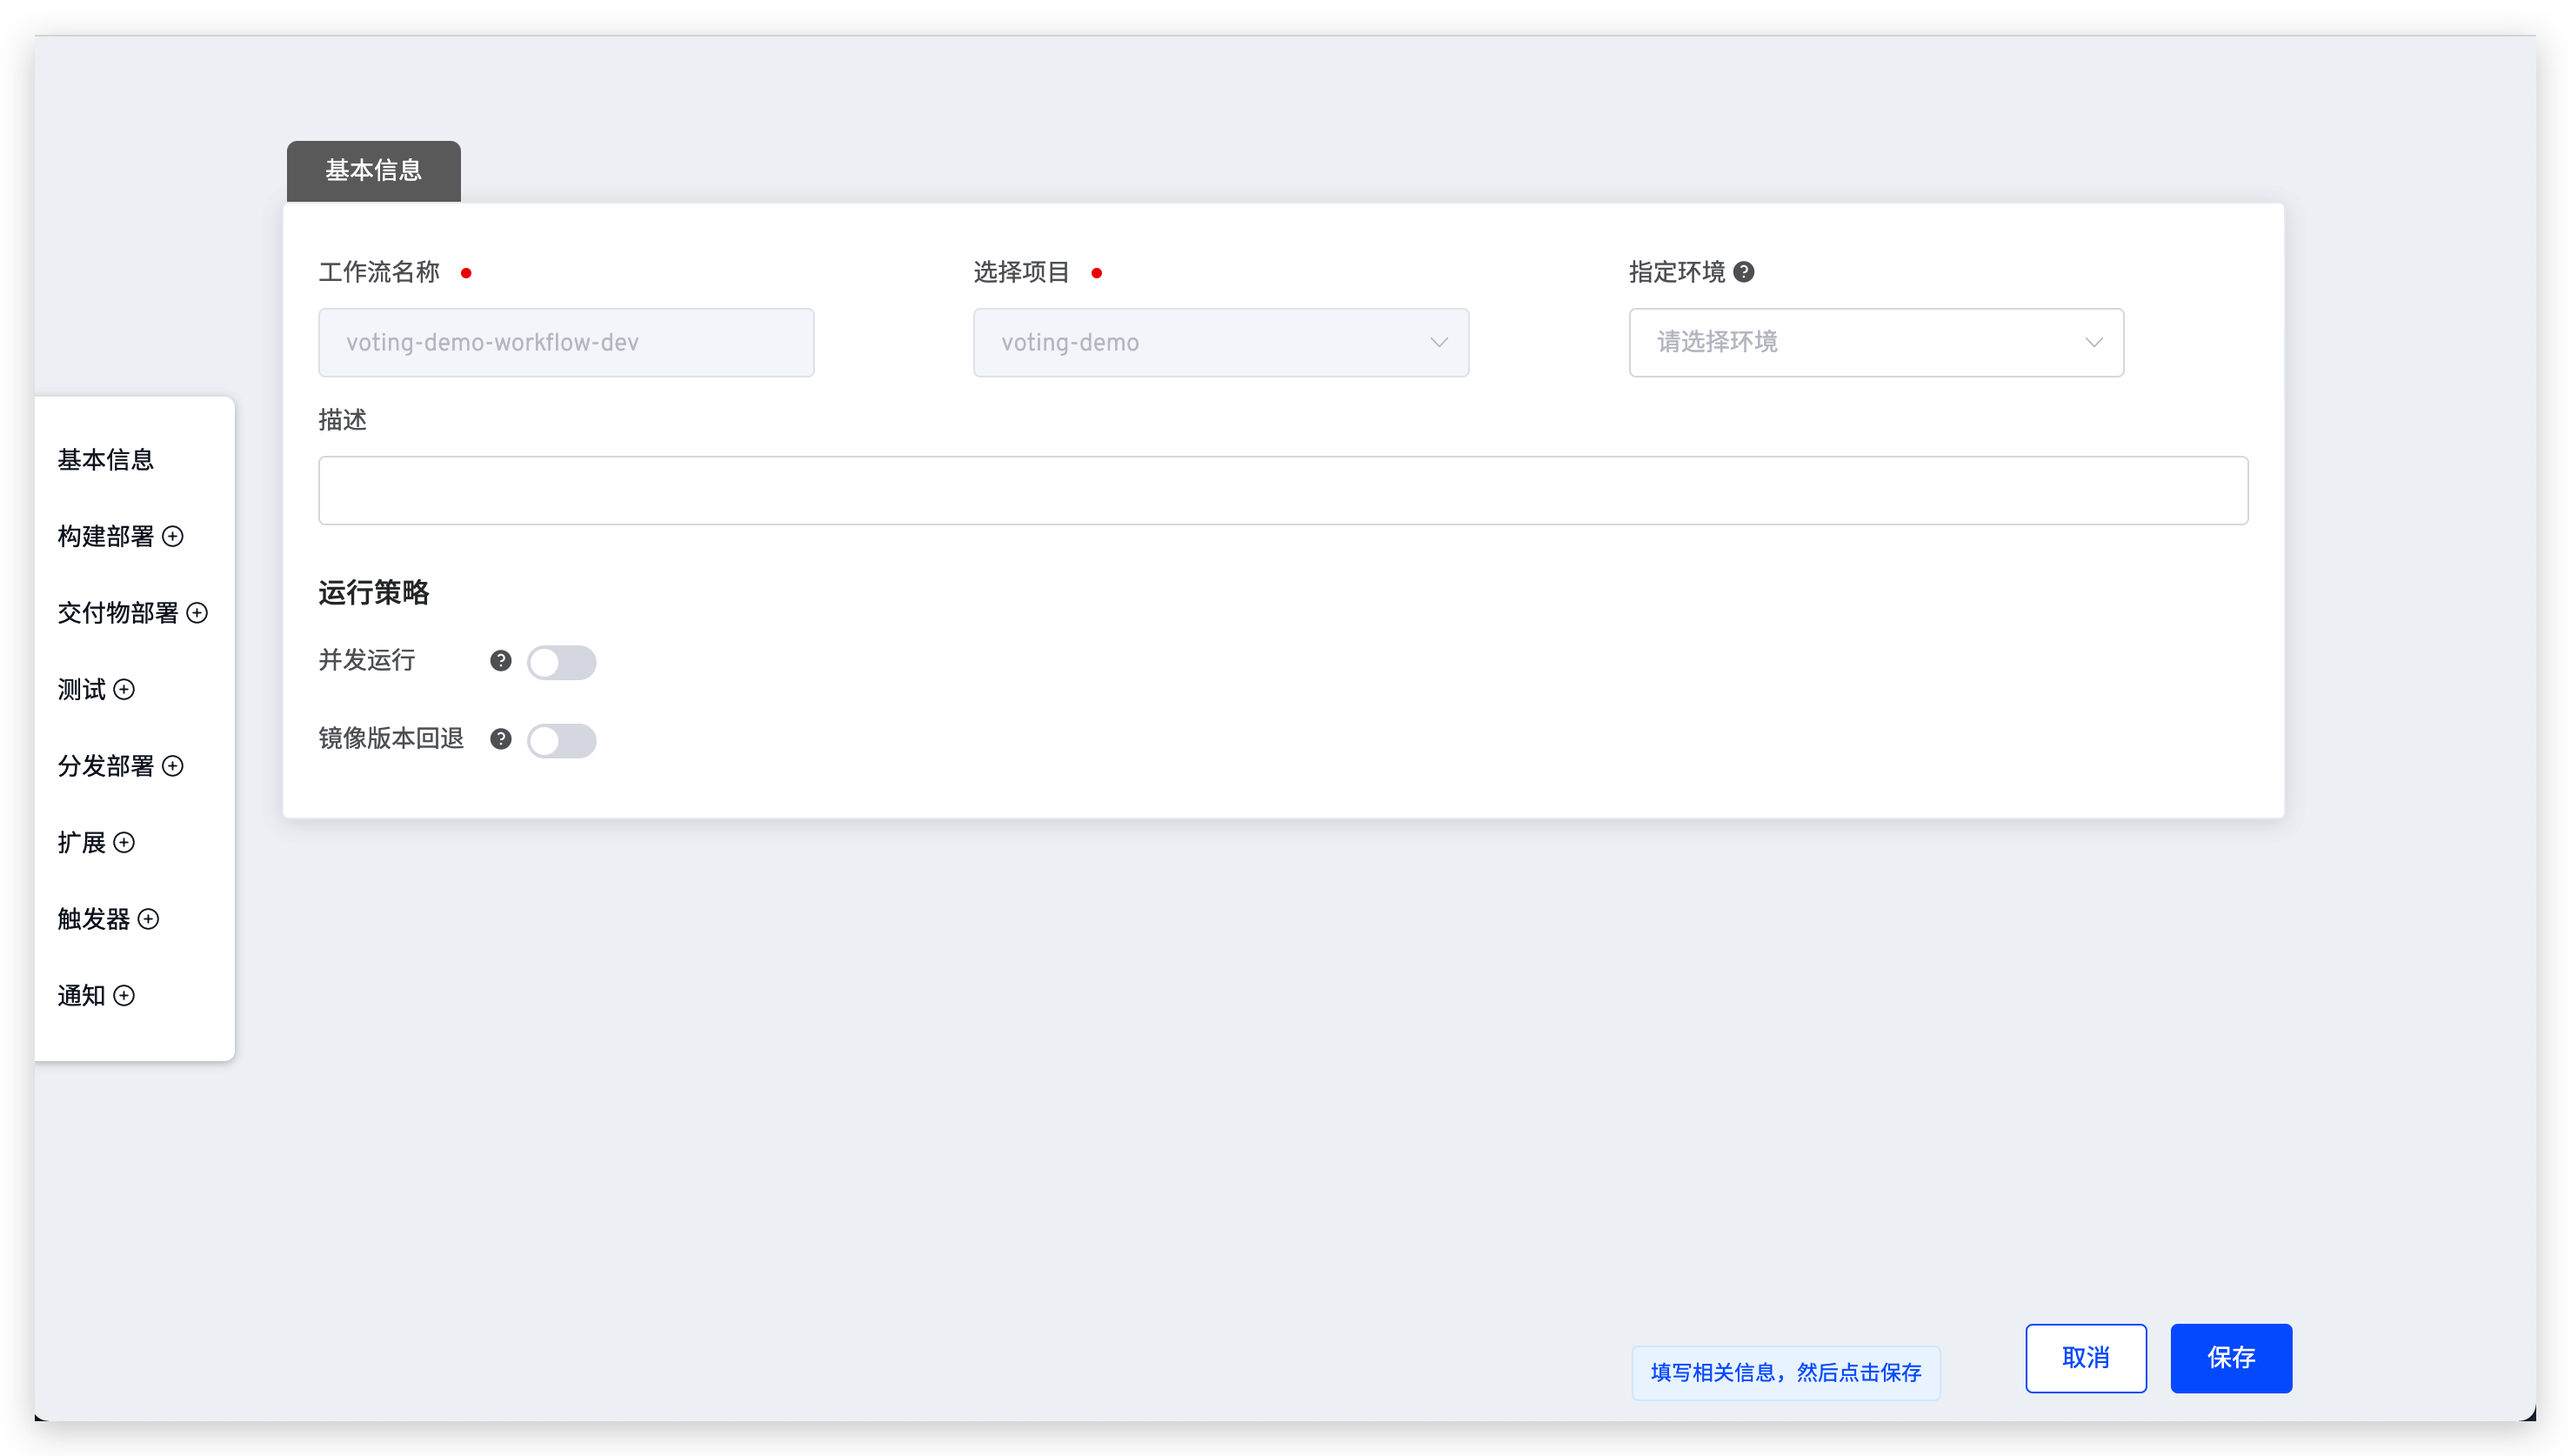 基本信息
工作流名称
选择项目
指定环境
voting-demo-workflow-dev
voting-demo
请选择环境
描述
运行策略
并发运行
镜像版本回退
基本信息
构建部署
交付物部署
测试
分发部署
扩展
触发器
通知
填写相关信息，然后点击保存
取消
保存